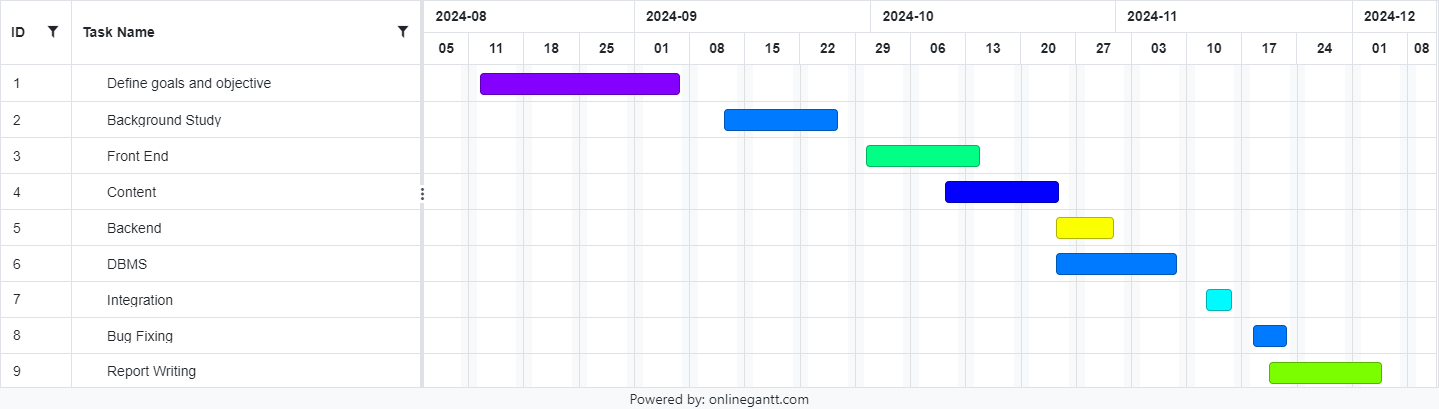 ID Task Name 2024-08 2024-09 2024-10 2024-11 2024-12
05 11 18 25 01 08 15 22 29 06 13 20 27 03 10 17 24 01 08
1 Define goals and objective
2 Background Study
3 Front End
4 Content
5 Backend
6 DBMS
7 Integration
8 Bug Fixing
9 Report Writing
Powered by: onlinegantt.com